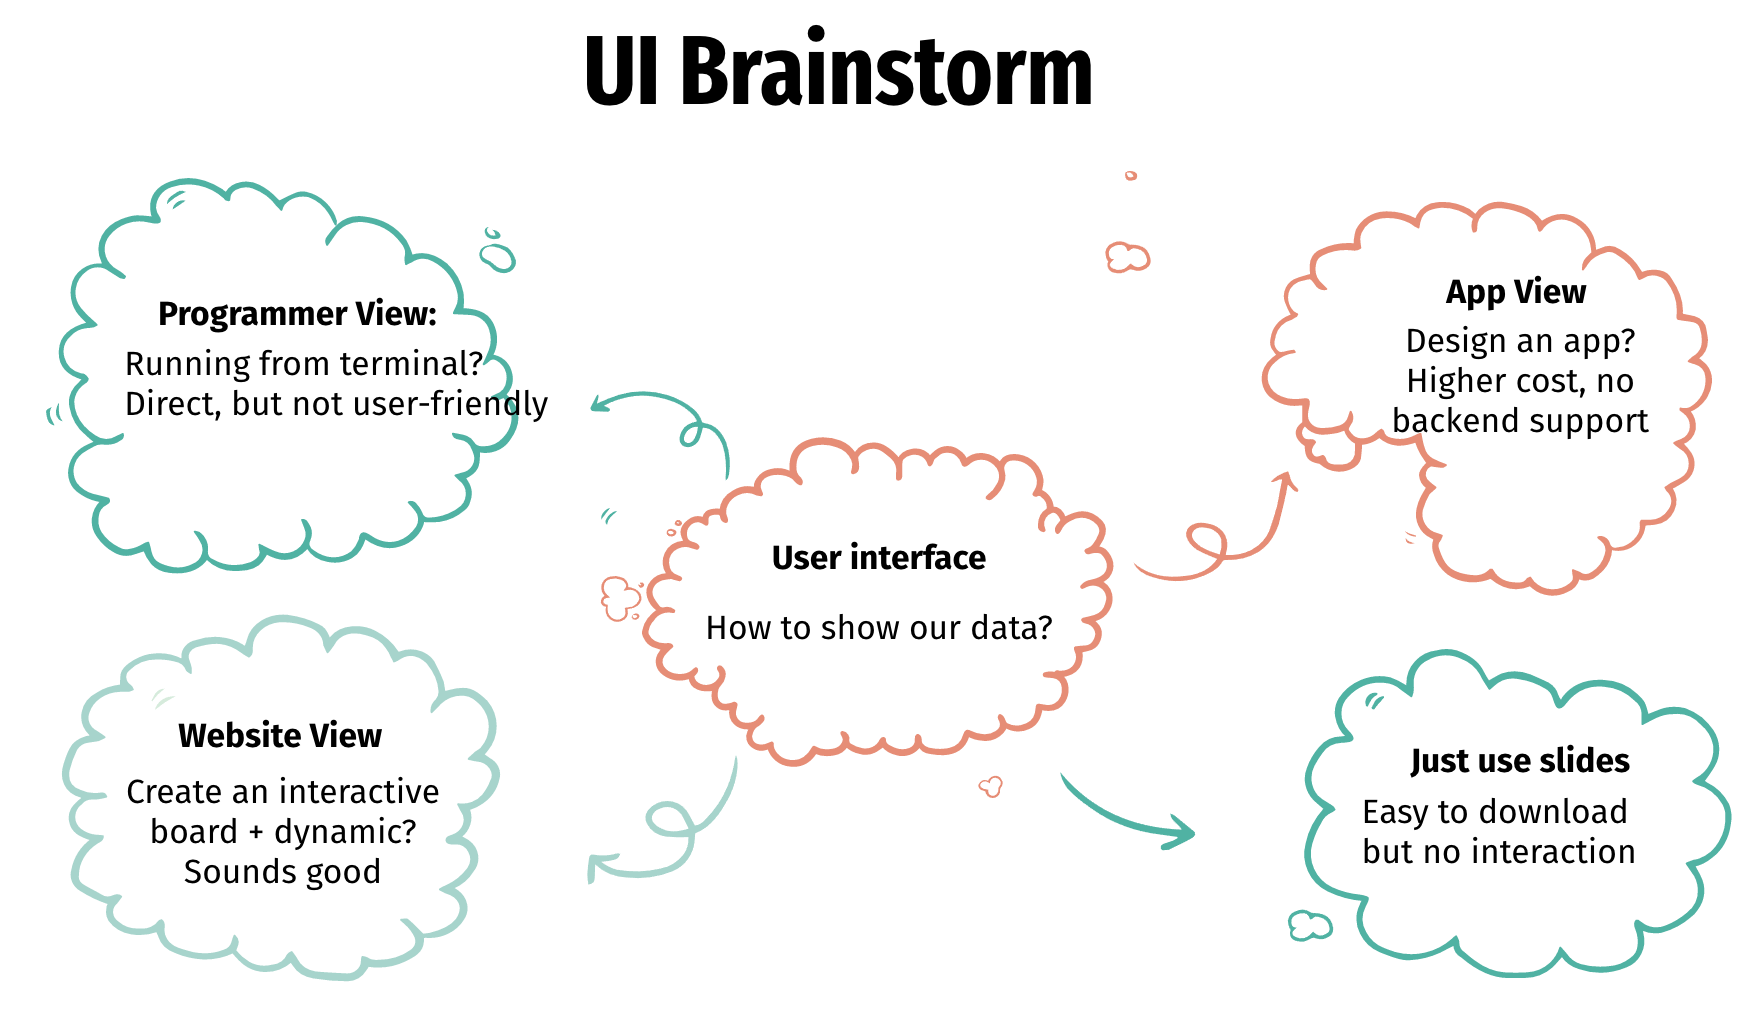 UI Brainstorm
Programmer View:
Running from terminal?
Direct, but not user-friendly
App View
Design an app?
Higher cost, no
backend support
User interface
How to show our data?
Website View
Create an interactive
board + dynamic?
Sounds good
Just use slides
Easy to download
but no interaction